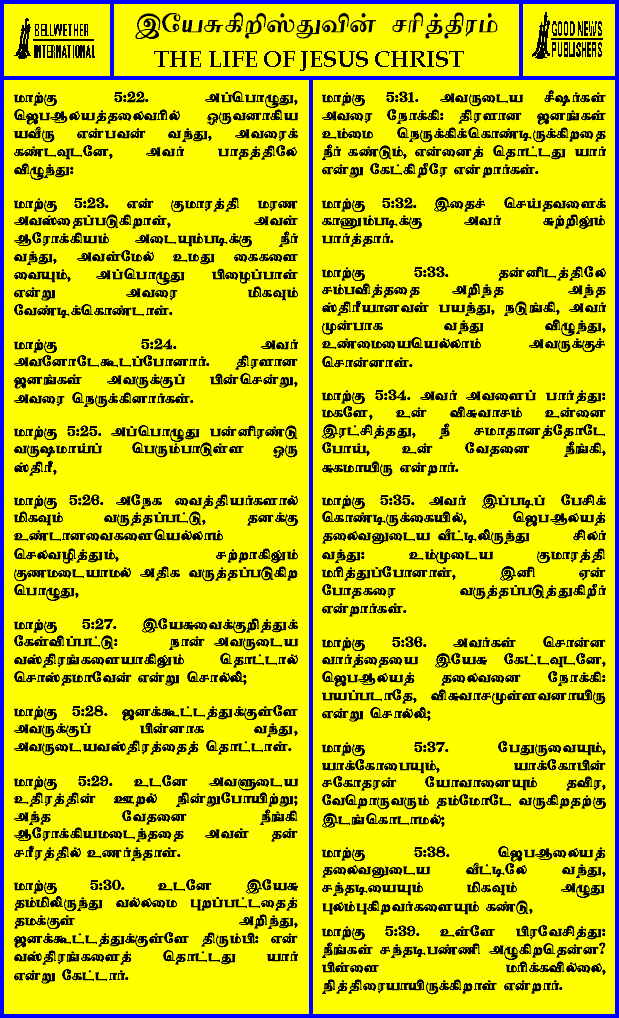 BELLWETHER
INTERNATIONAL
இயேசுகிறிஸ்துவின் சரித்திரம்
THE LIFE OF JESUS CHRIST
GOOD NEWS
PUBLISHERS
மாற்கு 5:22. அப்பொழுது,
ஜெபஆலயத்தலைவரில் ஒருவனாகிய
யவீரு என்பவன் வந்து, அவரைக்
கண்டவுடனே, அவர் பாதத்திலே
விழுந்து:
மாற்கு 5:23. என் குமாரத்தி மரண
அவஸ்தைப்படுகிறாள், அவள்
ஆரோக்கியம் அடையும்படிக்கு நீர்
வந்து, அவள்மேல் உமது கைகளை
வையும், அப்பொழுது பிழைப்பாள்
என்று அவரை மிகவும்
வேண்டிக்கொண்டாள்.
மாற்கு 5:24. அவர்
அவனோடேகூடப்போனார். திரளான
ஜனங்கள் அவருக்குப் பின்சென்று,
அவரை நெருக்கினார்கள்.
மாற்கு 5:25. அப்பொழுது பன்னிரண்டு
வருஷமாய்ப் பெரும்பாடுள்ள ஒரு
ஸ்திரீ,
மாற்கு 5:26. அநேக வைத்தியர்களால்
மிகவும் வருத்தப்பட்டு, தனக்கு
உண்டானவைகளையெல்லாம்
செலவழித்தும், சற்றாகிலும்
குணமடையாமல் அதிக வருத்தப்படுகிற
பொழுது,
மாற்கு 5:27. இயேசுவைக்குறித்துக்
கேள்விப்பட்டு: நான் அவருடைய
வஸ்திரங்களையாகிலும் தொட்டால்
சொஸ்தமாவேன் என்று சொல்லி;
மாற்கு 5:28. ஜனக்கூட்டத்துக்குள்ளே
அவருக்குப் பின்னாக வந்து,
அவருடையவஸ்திரத்தைத் தொட்டாள்.
மாற்கு 5:29. உடனே அவளுடைய
உதிரத்தின் ஊறல் நின்றுபோயிற்று;
அந்த வேதனை நீங்கி
ஆரோக்கியமடைந்ததை அவள் தன்
சரீரத்தில் உணர்ந்தாள்.
மாற்கு 5:30. உடனே இயேசு
தம்மிலிருந்து வல்லமை புறப்பட்டதைத்
தமக்குள் அறிந்து,
ஜனக்கூட்டத்துக்குள்ளே திரும்பி: என்
வஸ்திரங்களைத் தொட்டது யார்
என்று கேட்டார்.
மாற்கு 5:31. அவருடைய சீஷர்கள்
அவரை நோக்கி: திரளான ஜனங்கள்
உம்மை நெருக்கிக்கொண்டிருக்கிறதை
நீர் கண்டும், என்னைத் தொட்டது யார்
என்று கேட்கிறீரே என்றார்கள்.
மாற்கு 5:32. இதைச் செய்தவளைக்
காணும்படிக்கு அவர் சுற்றிலும்
பார்த்தார்.
மாற்கு 5:33. தன்னிடத்திலே
சம்பவித்ததை அறிந்த அந்த
ஸ்திரீயானவள் பயந்து, நடுங்கி, அவர்
முன்பாக வந்து விழுந்து,
உண்மையையெல்லாம் அவருக்குச்
சொன்னாள்.
மாற்கு 5:34. அவர் அவளைப் பார்த்து:
மகளே, உன் விசுவாசம் உன்னை
இரட்சித்தது, நீ சமாதானத்தோடே
போய், உன் வேதனை நீங்கி,
சுகமாயிரு என்றார்.
மாற்கு 5:35. அவர் இப்படிப் பேசிக்
கொண்டிருக்கையில், ஜெபஆலயத்
தலைவனுடைய வீட்டிலிருந்து சிலர்
வந்து: உம்முடைய குமாரத்தி
மரித்துப்போனாள், இனி ஏன்
போதகரை வருத்தப்படுத்துகிறீர்
என்றார்கள்.
மாற்கு 5:36. அவர்கள் சொன்ன
வார்த்தையை இயேசு கேட்டவுடனே,
ஜெபஆலயத் தலைவனை நோக்கி:
பயப்படாதே, விசுவாசமுள்ளவனாயிரு
என்று சொல்லி;
மாற்கு 5:37. பேதுருவையும்,
யாக்கோபையும், யாக்கோபின்
சகோதரன் யோவானையும் தவிர,
வேறொருவரும் தம்மோடே வருகிறதற்கு
இடங்கொடாமல்;
மாற்கு 5:38. ஜெபஆலையத்
தலைவனுடைய வீட்டிலே வந்து,
சந்தடியையும் மிகவும் அழுது
புலம்புகிறவர்களையும் கண்டு,
மாற்கு 5:39. உள்ளே பிரவேசித்து:
நீங்கள் சந்தடிபண்ணி அழுகிறதென்ன?
பிள்ளை மரிக்கவில்லை,
நித்திரையாயிருக்கிறாள் என்றார்.